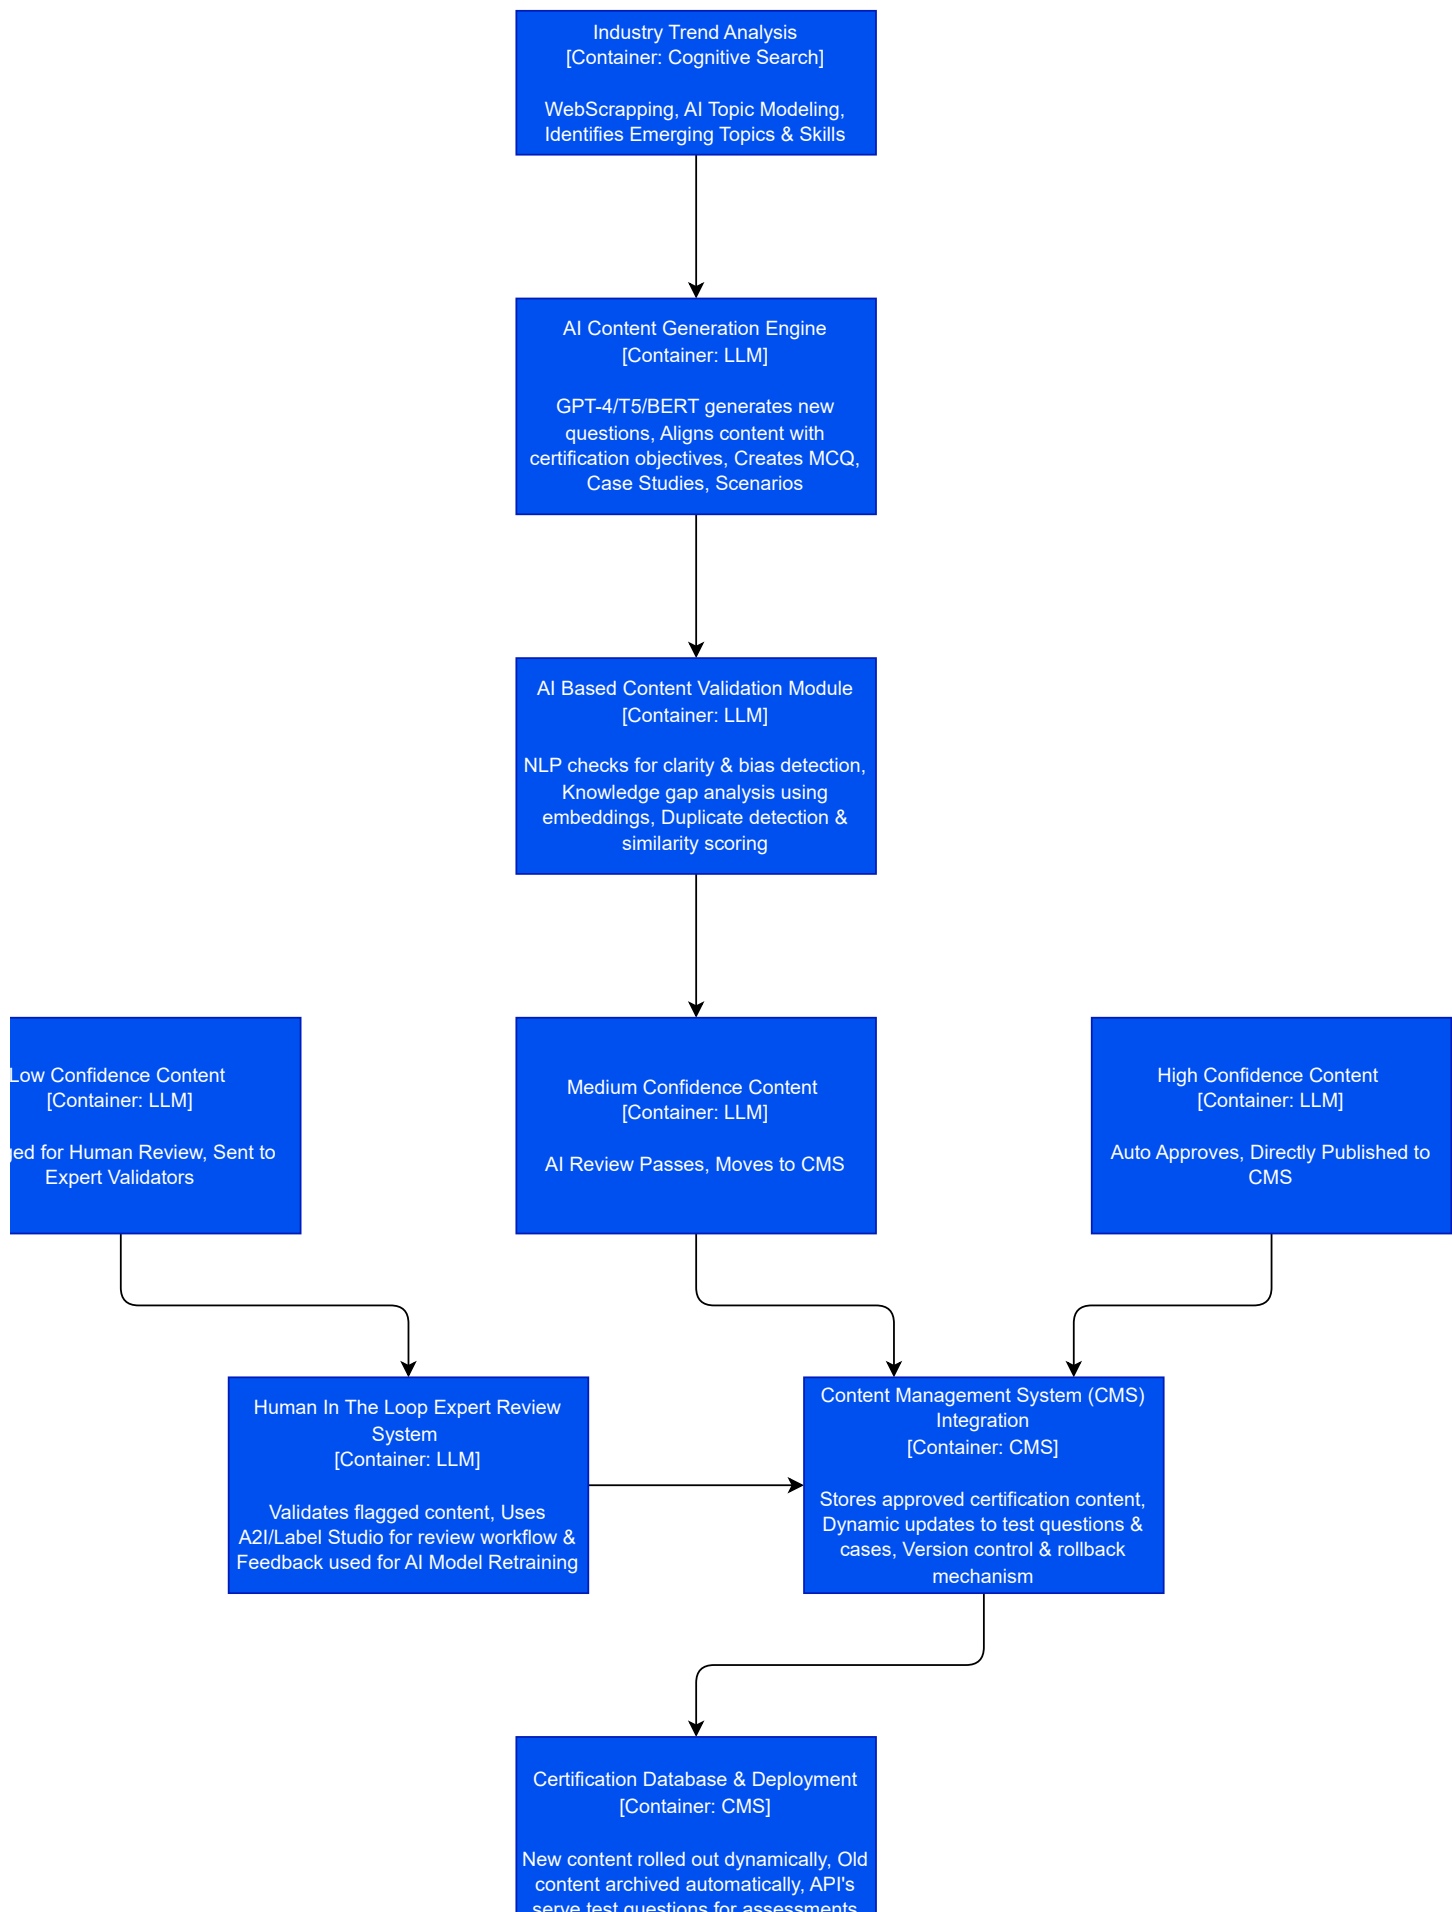 Industry Trend Analysis
[Container: Cognitive Search]
WebScrapping, AI Topic Modeling,
Identifies Emerging Topics & Skills
AI Content Generation Engine
[Container: LLM]
GPT-4/T5/BERT generates new
questions, Aligns content with
certification objectives, Creates MCQ,
Case Studies, Scenarios
AI Based Content Validation Module
[Container: LLM]
NLP checks for clarity & bias detection,
Knowledge gap analysis using
embeddings, Duplicate detection &
similarity scoring
Low Confidence Content
[Container: LLM]
for Human Review, Sent to
Expert Validators
Medium Confidence Content
[Container: LLM]
AI Review Passes, Moves to CMS
High Confidence Content
[Container: LLM]
Auto Approves, Directly Published to
CMS
Human In The Loop Expert Review
System
[Container: LLM]
Validates flagged content, Uses
A2I/Label Studio for review workflow &
Feedback used for AI Model Retraining
Content Management System (CMS)
Integration
[Container: CMS]
Stores approved certification content,
Dynamic updates to test questions &
cases, Version control & rollback
mechanism
Certification Database & Deployment
[Container: CMS]
New content rolled out dynamically, Old
content archived automatically, API's
serve test questions for assessments